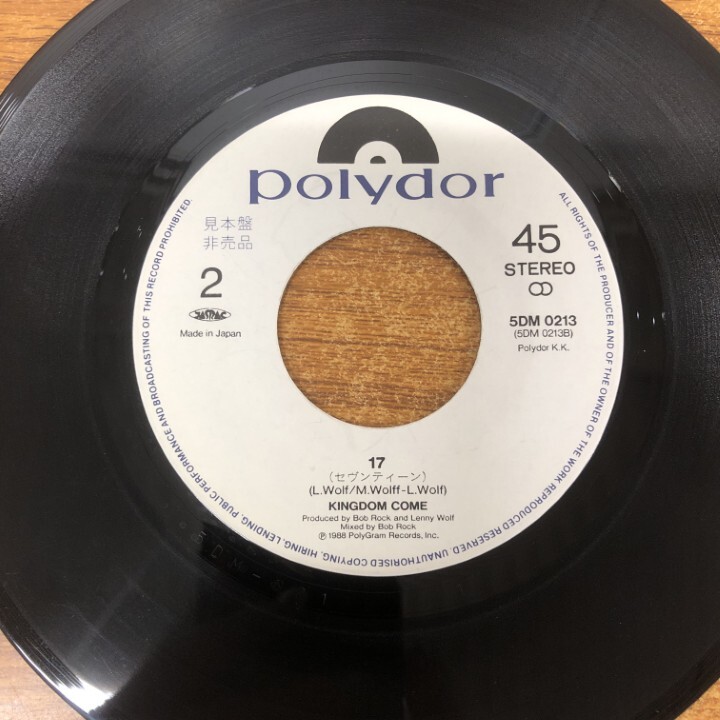 polydor
見本盤
非売品
2
JASRAC
Made in Japan
45
STEREO
5DM 0213
(5DM 0213B)
Polydor K.K.
17
(セヴンティーン)
(L.Wolf/M.Wolff-L.Wolf)
KINGDOM COME
Produced by Bob Rock and Lenny Wolf
Mixed by Bob Rock
Ⓟ 1988 PolyGram Records, Inc.
ALL RIGHTS OF THE PRODUCER AND OF THE OWNER OF THE WORK REPRODUCED RESERVED. UNAUTHORISED COPYING, HIRING, LENDING, PUBLIC PERFORMANCE AND BROADCASTING OF THIS RECORD PROHIBITED.